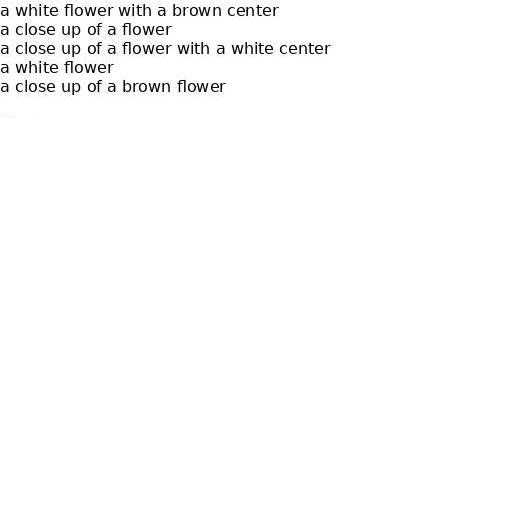 a white flower with a brown center
a close up of a flower
a close up of a flower with a white center
a white flower
a close up of a brown flower